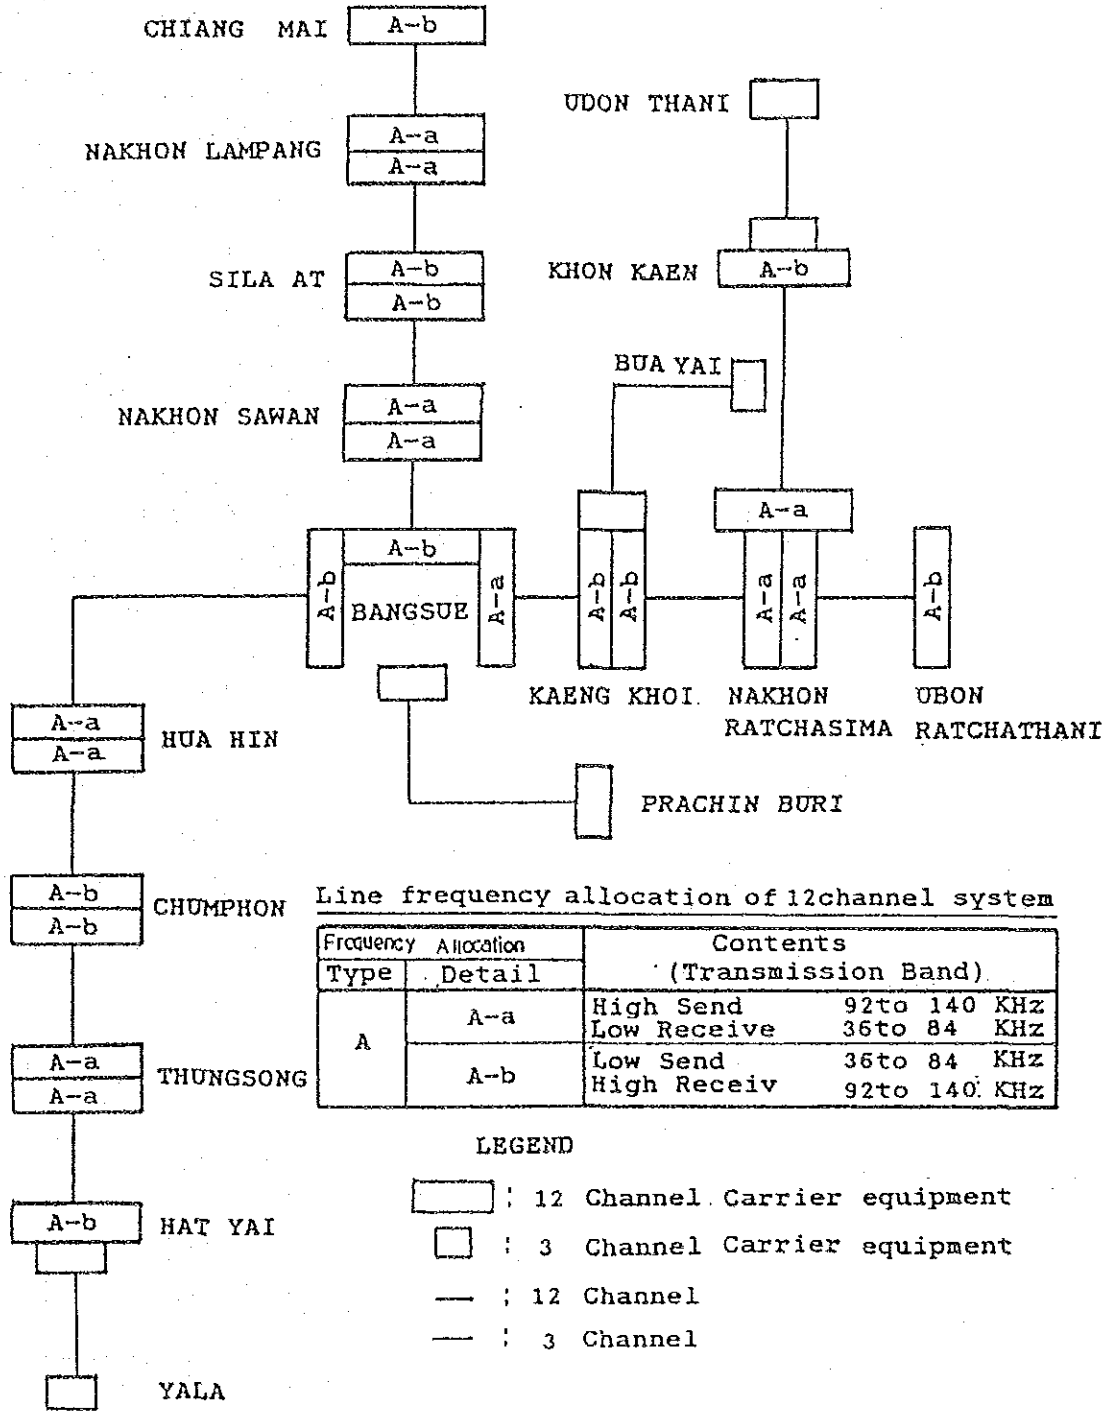 CHIANG MAI
A-b
UDON THANI
NAKHON LAMPANG
A-a
A-a
SILA AT
A-b
A-b
KHON KAEN
A-b
BUA YAI
NAKHON SAWAN
A-a
A-a
A-a
A-b
A-b
BANGSUE
A-a
A-b
A-b
A-a
A-a
A-b
KAENG KHOI.
NAKHON RATCHASIMA
UBON RATCHATHANI
A-a
A-a
HUA HIN
PRACHIN BURI
A-b
A-b
CHUMPHON
A-a
A-a
THUNGSONG
A-b
HAT YAI
YALA
Line frequency allocation of 12channel system
Frequency Allocation
Contents
(Transmission Band)
Type
Detail
A
A-a
High Send 92to 140 KHz
Low Receive 36to 84 KHz
A-b
Low Send 36to 84 KHz
High Receiv 92to 140. KHz
LEGEND
: 12 Channel Carrier equipment
: 3 Channel Carrier equipment
: 12 Channel
: 3 Channel